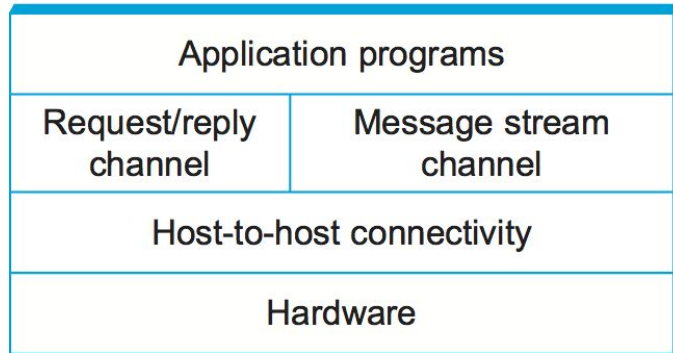 Application programs
Request/reply
channel
Message stream
channel
Host-to-host connectivity
Hardware